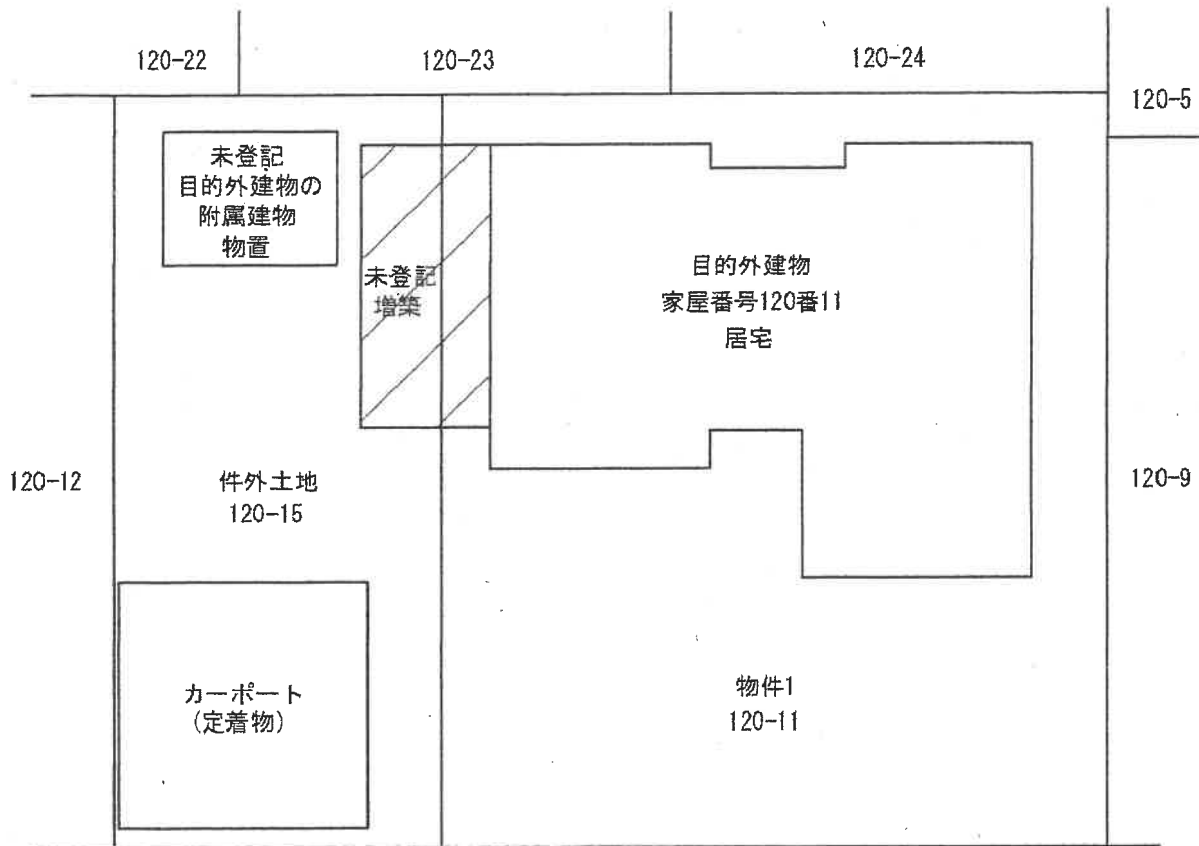 120-22
120-23
120-24
120-5
未登記
目的外建物の
附属建物
物置
未登記
増築
目的外建物
家屋番号120番11
居宅
120-12
件外土地
120-15
120-9
カーポート
(定着物)
物件1
120-11